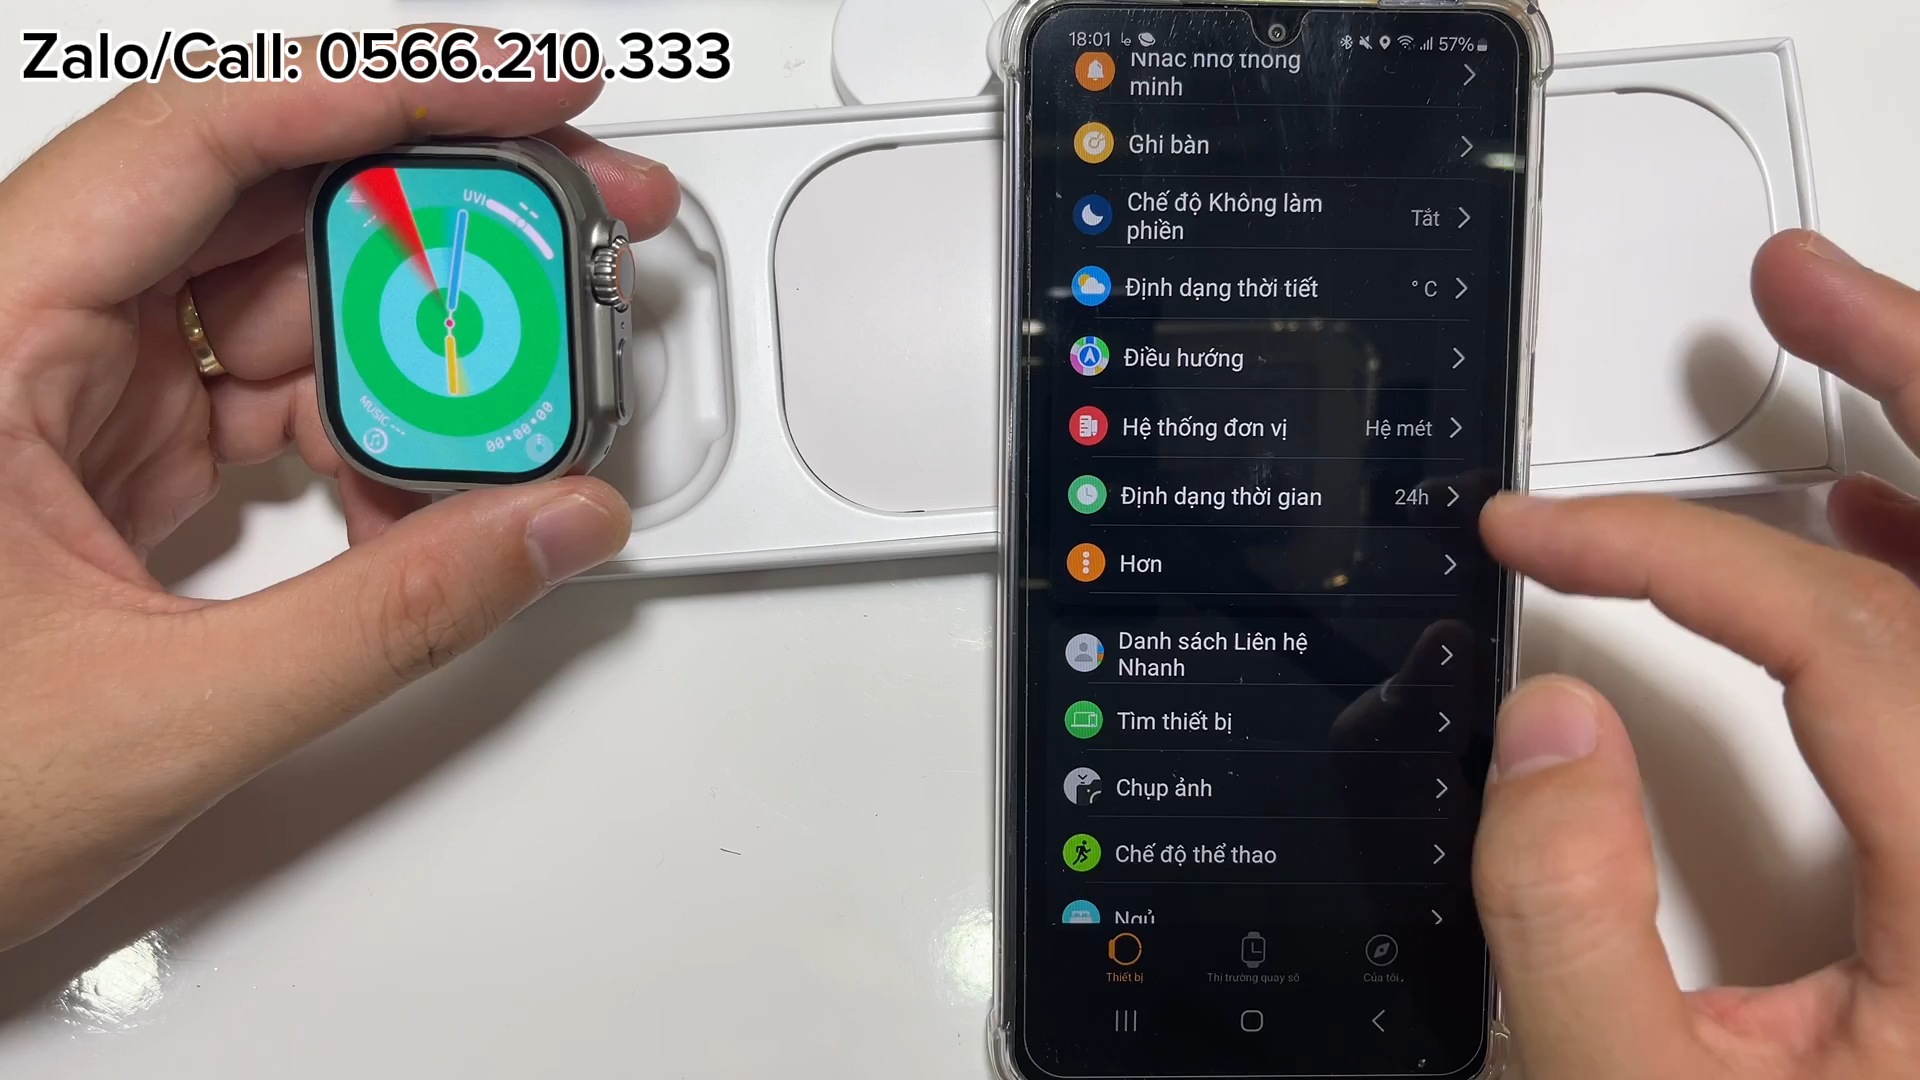 Zalo/Call: 0566.210.333
18:01
57%
Nhắc nhở thông
minh
Ghi bàn
Chế độ Không làm
phiền
Tắt
Định dạng thời tiết
°C
Điều hướng
Hệ thống đơn vị
Hệ mét
Định dạng thời gian
24h
Hơn
Danh sách Liên hệ
Nhanh
Tìm thiết bị
Chụp ảnh
Chế độ thể thao
Ngủ
Thiết bị
Thị trường quay số
Của tôi
UVI --
MUSIC ---
00•00•00